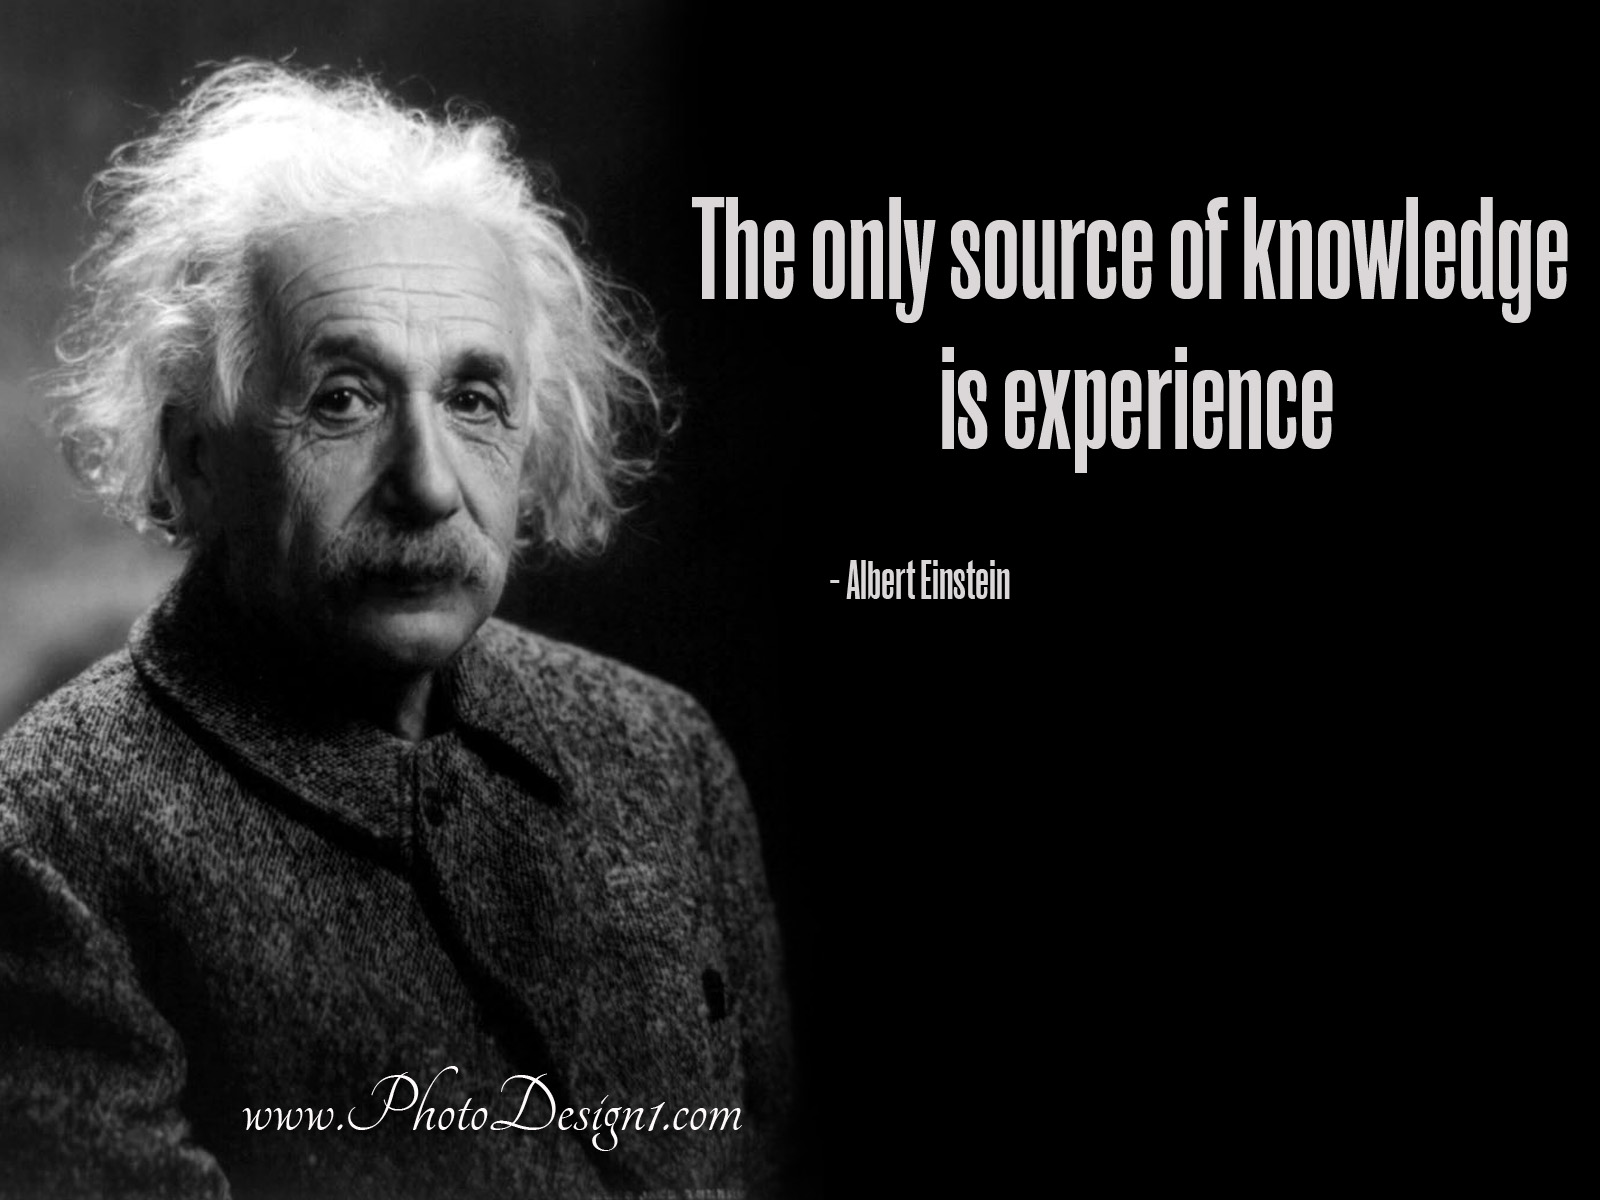 The only source of knowledge
is experience
- Albert Einstein
www.PhotoDesign1.com